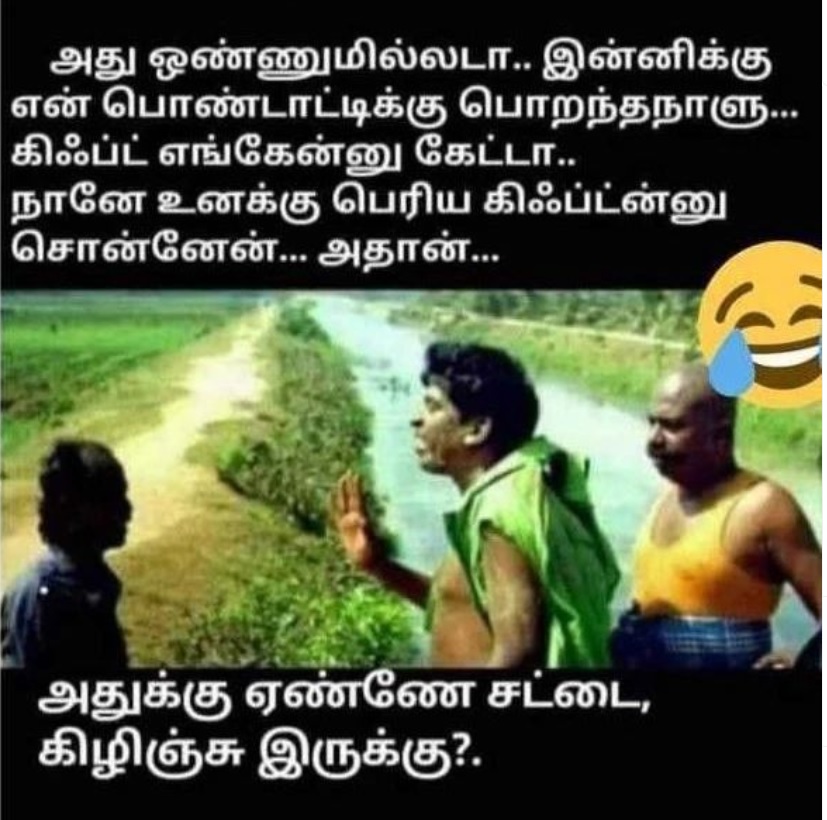 அது ஒண்ணுமில்லடா.. இன்னிக்கு
என் பொண்டாட்டிக்கு பொறந்தநாளு...
கிஃப்ட் எங்கேன்னு கேட்டா..
நானே உனக்கு பெரிய கிஃப்ட்ன்னு
சொன்னேன்... அதான்...
அதுக்கு ஏண்ணே சட்டை,
கிழிஞ்சு இருக்கு?.